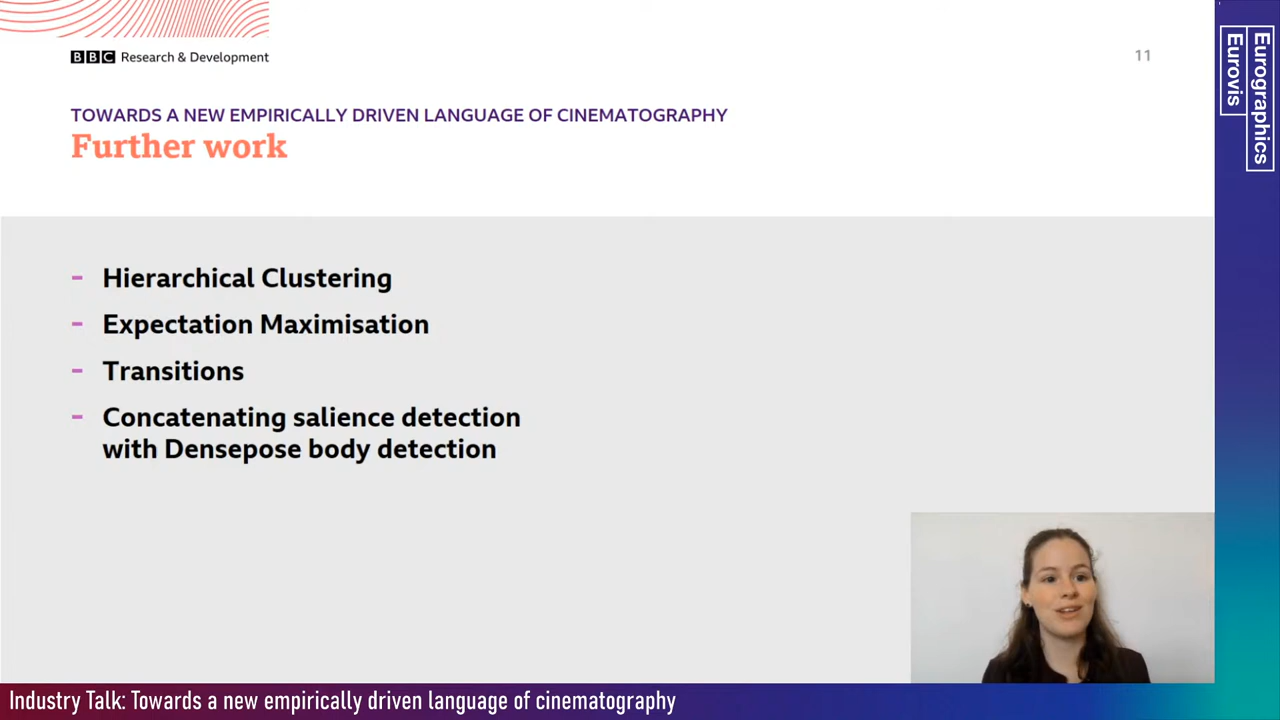 BBC Research & Development
11
TOWARDS A NEW EMPIRICALLY DRIVEN LANGUAGE OF CINEMATOGRAPHY
Further work
- Hierarchical Clustering
- Expectation Maximisation
- Transitions
- Concatenating salience detection
with Densepose body detection
Eurographics
Eurovis
Industry Talk: Towards a new empirically driven language of cinematography